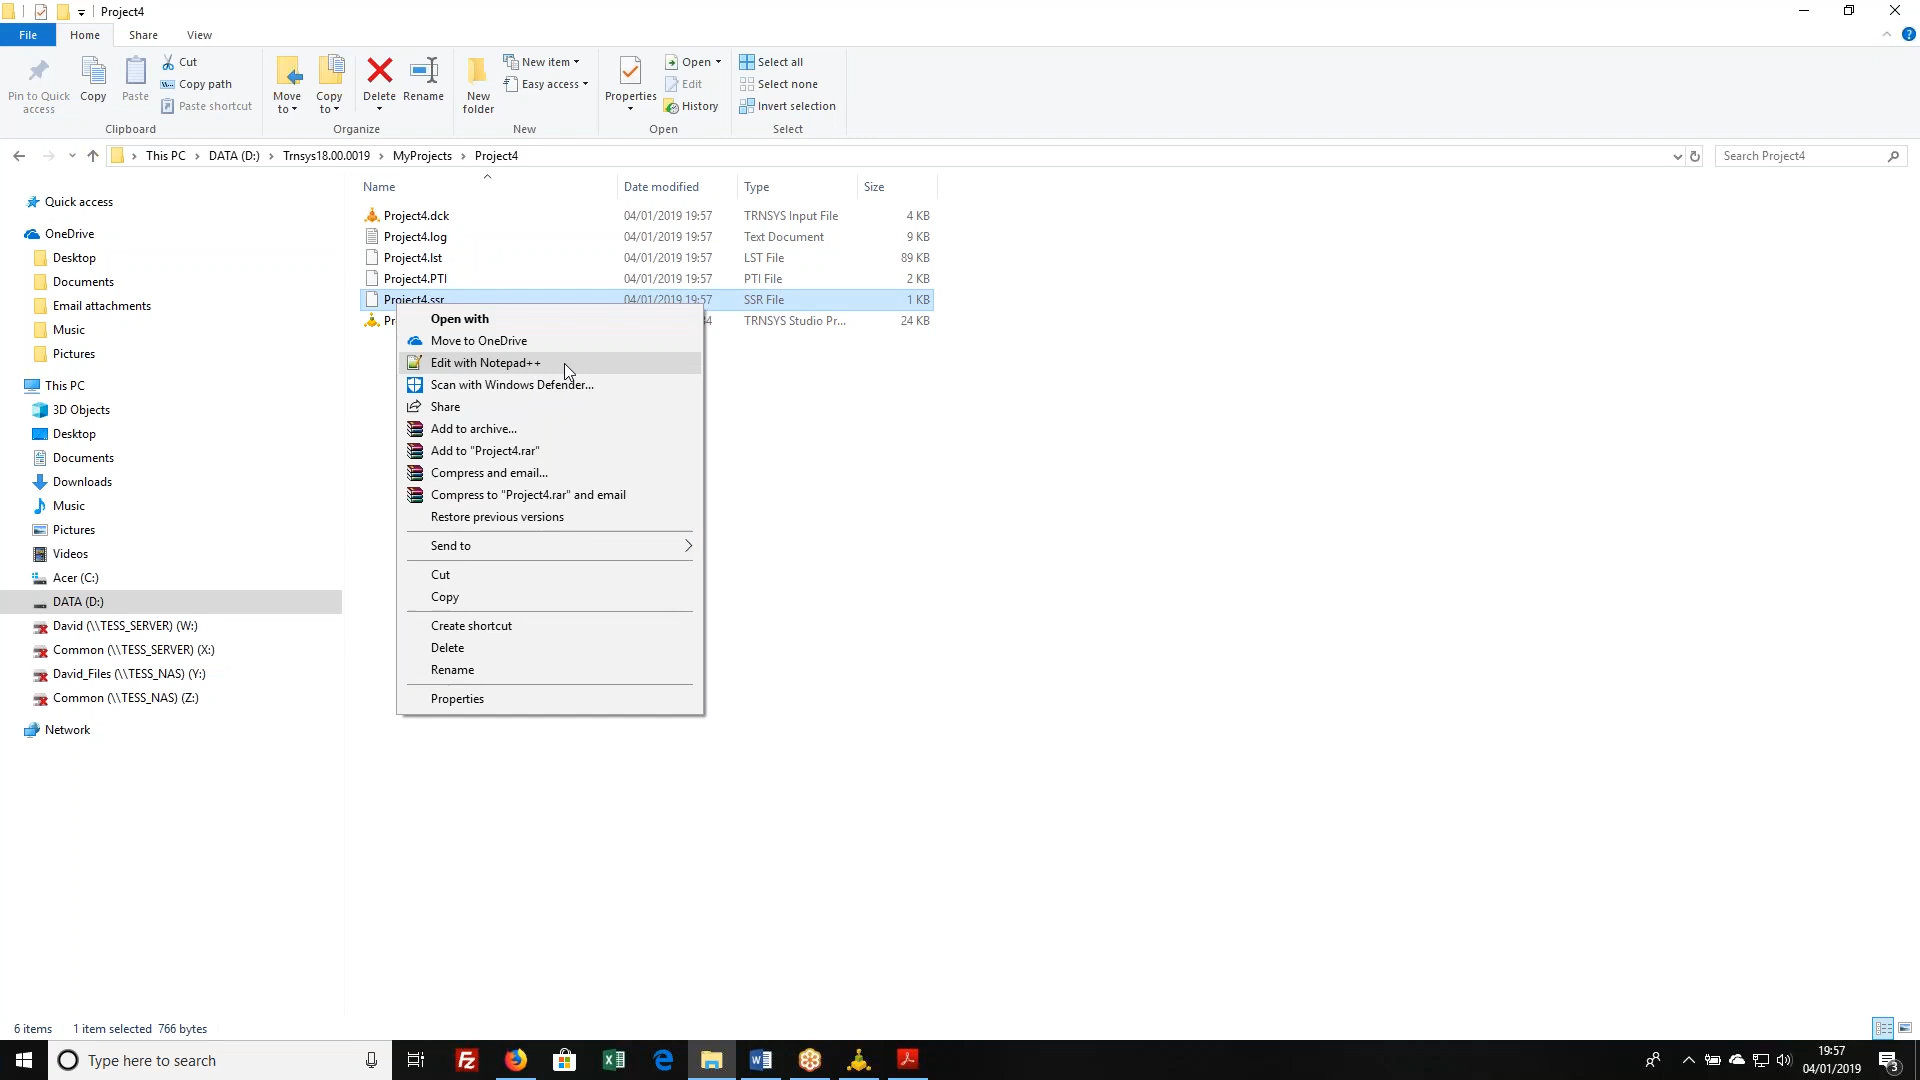 Project4
File Home Share View
Pin to Quick access
Copy
Paste
Cut
Copy path
Paste shortcut
Clipboard
Move to
Copy to
Delete
Rename
Organize
New folder
New item
Easy access
New
Properties
Open
Edit
History
Open
Select all
Select none
Invert selection
Select
This PC › DATA (D:) › Trnsys18.00.0019 › MyProjects › Project4
Search Project4
Name Date modified Type Size
Project4.dck 04/01/2019 19:57 TRNSYS Input File 4 KB
Project4.log 04/01/2019 19:57 Text Document 9 KB
Project4.lst 04/01/2019 19:57 LST File 89 KB
Project4.PTI 04/01/2019 19:57 PTI File 2 KB
Project4.ssr 04/01/2019 19:57 SSR File 1 KB
Pr 4 TRNSYS Studio Pr... 24 KB
Quick access
OneDrive
Desktop
Documents
Email attachments
Music
Pictures
This PC
3D Objects
Desktop
Documents
Downloads
Music
Pictures
Videos
Acer (C:)
DATA (D:)
David (\\TESS_SERVER) (W:)
Common (\\TESS_SERVER) (X:)
David_Files (\\TESS_NAS) (Y:)
Common (\\TESS_NAS) (Z:)
Network
Open with
Move to OneDrive
Edit with Notepad++
Scan with Windows Defender...
Share
Add to archive...
Add to "Project4.rar"
Compress and email...
Compress to "Project4.rar" and email
Restore previous versions
Send to
Cut
Copy
Create shortcut
Delete
Rename
Properties
6 items 1 item selected 766 bytes
Type here to search
19:57
04/01/2019
3